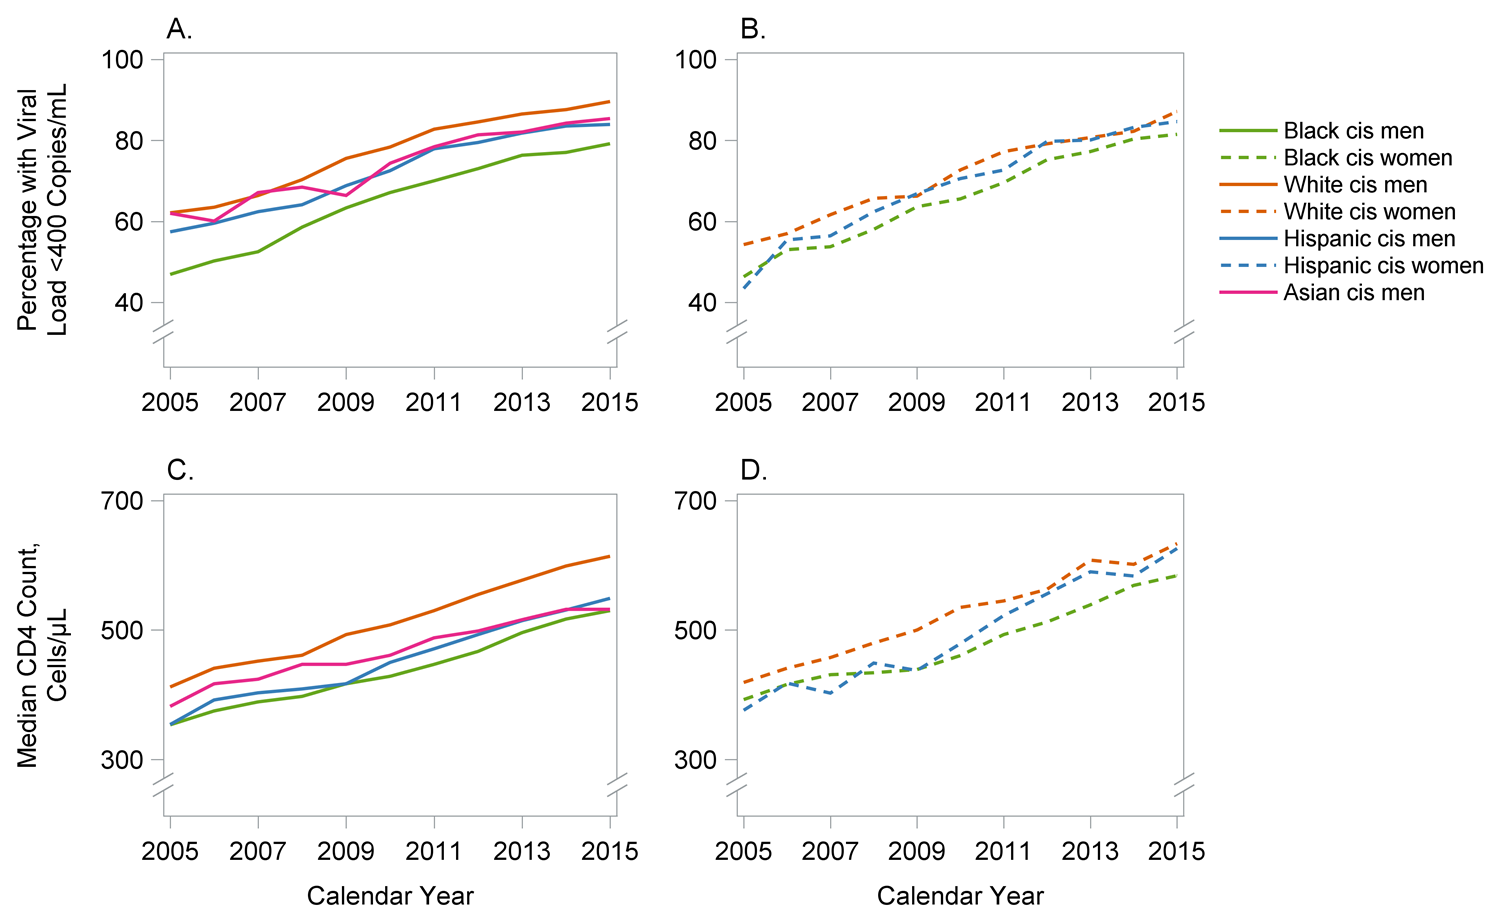 A.
Percentage with Viral
Load <400 Copies/mL
100
80
60
40
2005 2007 2009 2011 2013 2015
B.
100
80
60
40
2005 2007 2009 2011 2013 2015
Black cis men
Black cis women
White cis men
White cis women
Hispanic cis men
Hispanic cis women
Asian cis men
C.
Median CD4 Count,
Cells/μL
700
500
300
2005 2007 2009 2011 2013 2015
Calendar Year
D.
700
500
300
2005 2007 2009 2011 2013 2015
Calendar Year